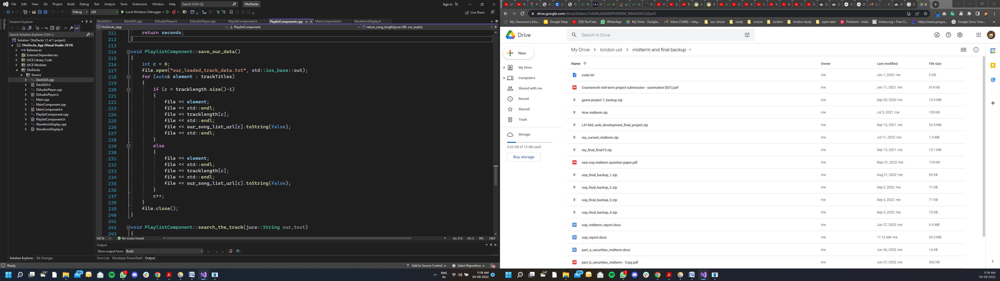 File Edit View Git Project Build Debug Test Analyze Tools Extensions Window Help Search (Ctrl+Q) OtoDecks Sign in
Debug x64 Local Windows Debugger Live Share
Toolbox
Solution Explorer
Search Solution Explorer (Ctrl+;)
Solution 'OtoDecks' (1 of 1 project)
OtoDecks_App (Visual Studio 2019)
References
External Dependencies
JUCE Library Code
JUCE Modules
OtoDecks
Source
DeckGUI.cpp
DeckGUI.h
DJAudioPlayer.cpp
DJAudioPlayer.h
Main.cpp
MainComponent.cpp
MainComponent.h
PlaylistComponent.cpp
PlaylistComponent.h
WaveformDisplay.cpp
WaveformDisplay.h
Solution Explorer Git Changes
DeckGUI.h DeckGUI.cpp DJAudioPlayer.h DJAudioPlayer.cpp PlaylistComponent.h PlaylistComponent.cpp MainComponent.h WaveformDisplay.h
OtoDecks_App PlaylistComponent return_song_length(juce::URL our_audio)
211 return seconds;
212 }
213
214 void PlaylistComponent::save_our_data()
215 {
216 int c = 0;
217 file.open("our_loaded_track_data.txt", std::ios_base::out);
218 for (auto& element : trackTitles)
219 {
220 if (c < tracklength.size()-1)
221 {
222 file << element;
223 file << std::endl;
224 file << tracklength[c];
225 file << std::endl;
226 file << our_song_list_url[c].toString(false);
227 file << std::endl;
228 }
229 else
230 {
231 file << element;
232 file << std::endl;
233 file << tracklength[c];
234 file << std::endl;
235 file << our_song_list_url[c].toString(false);
236 }
237 c++;
238 }
239 file.close();
240 }
241
242 void PlaylistComponent::search_the_track(juce::String our_text)
243 {
142 % No issues found Ln: 212 Ch: 2 SPC CRLF
Output
Show output from: Build
Error List Developer PowerShell Output
Ready Add to Source Control Select Repository 1
24° 99+ 1 ENG IN 11:19 AM 05-09-2022 4
drive.google.com/drive/folders/1nKtf6u0k8J88PKEBIDM_WbKdO6CQ8ynO
My Classroom | Edu... Google Keep (58) YouTube WhatsApp My Drive - Google... Inbox (1,694) - rishy... our choice study course london london study open later Pinterest - India lichess.org • Free O... https://www.progra... Google Docs: Free... »
Drive Search in Drive
New
My Drive
Computers
Shared with me
Recent
Starred
Trash
Storage
3.03 GB of 15 GB used
Buy storage
My Drive > london uol > midterm and final backup
Name Owner Last modified File size
code.txt me Jan 1, 2022 me 2 KB
Coursework mid-term project submission - summative [001].pdf me Jan 11, 2021 me 814 KB
game project 7_backup.zip me Sep 20, 2020 me 13.5 MB
Hcw midterm.zip me Jul 5, 2021 me 129 KB
LX1560_web_development_final_project.zip me Sep 13, 2021 me 32.4 MB
my_current_midterm.zip me Jul 11, 2022 me 1.5 MB
my_final_final15.zip me Sep 13, 2021 me 12.1 MB
new oop midterm question paper.pdf me May 31, 2022 me 118 KB
oop_final_backup_1.zip me Aug 31, 2022 me 69 KB
oop_final_backup_2.zip me Sep 2, 2022 me 71 KB
oop_final_backup_3.zip me Sep 3, 2022 me 71 KB
oop_final_backup_4.zip me Sep 3, 2022 me 72 KB
oop_midterm_report.docx me Jun 27, 2022 me 6.9 MB
oop_report.docx me 11:13 AM me 20.5 MB
part_a_securities_midterm.docx me Jun 26, 2022 me 14 KB
part_b_securities_midterm - Copy.pdf me Jun 27, 2022 me 562 KB
24° 99+ 1 11:19 AM 05-09-2022